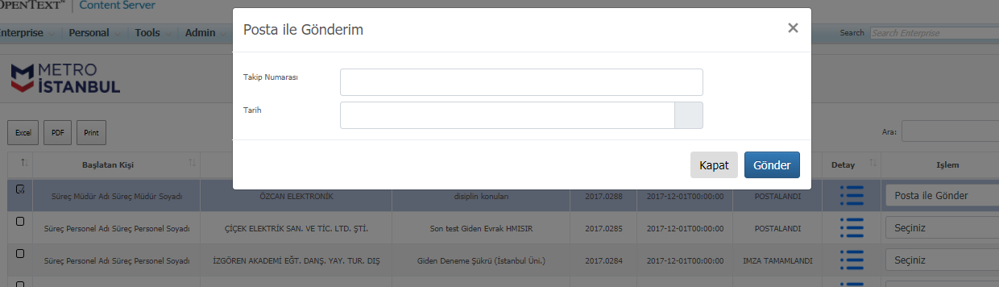 OPENTEXT™ Content Server
Enterprise Personal Tools Admin
Search Search Enterprise
METRO
İSTANBUL
Posta ile Gönderim ×
Takip Numarası
Tarih
Kapat Gönder
Excel PDF Print
Ara:
Başlatan Kişi Detay İşlem
Süreç Müdür Adı Süreç Müdür Soyadı ÖZCAN ELEKTRONİK disiplin konuları 2017.0288 2017-12-01T00:00:00 POSTALANDI Posta ile Gönder
Süreç Personel Adı Süreç Personel Soyadı ÇİÇEK ELEKTRİK SAN. VE TİC. LTD. ŞTİ. Son test Giden Evrak HMISIR 2017.0285 2017-12-01T00:00:00 POSTALANDI Seçiniz
Süreç Personel Adı Süreç Personel Soyadı İZGÖREN AKADEMİ EĞT. DANŞ. YAY. TUR. DIŞ Giden Deneme Şükrü (İstanbul Üni.) 2017.0284 2017-12-01T00:00:00 IMZA TAMAMLANDI Seçiniz